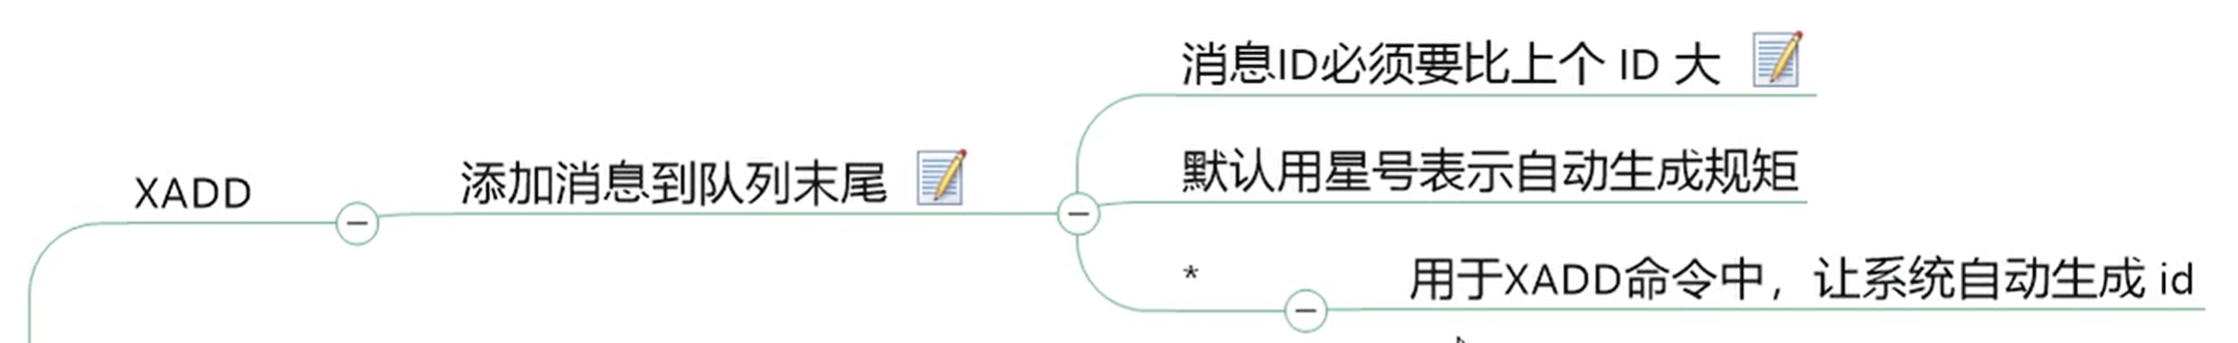 XADD
添加消息到队列末尾
消息ID必须要比上个 ID 大
默认用星号表示自动生成规矩
*
用于XADD命令中，让系统自动生成 id